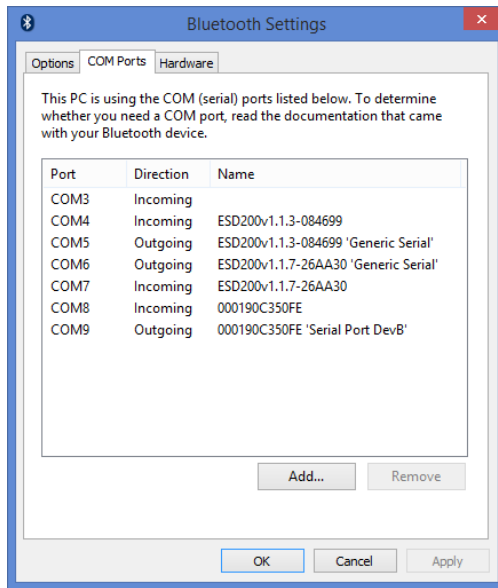 Bluetooth Settings
Options COM Ports Hardware
This PC is using the COM (serial) ports listed below. To determine
whether you need a COM port, read the documentation that came
with your Bluetooth device.
Port Direction Name
COM3 Incoming
COM4 Incoming ESD200v1.1.3-084699
COM5 Outgoing ESD200v1.1.3-084699 'Generic Serial'
COM6 Outgoing ESD200v1.1.7-26AA30 'Generic Serial'
COM7 Incoming ESD200v1.1.7-26AA30
COM8 Incoming 000190C350FE
COM9 Outgoing 000190C350FE 'Serial Port DevB'
Add... Remove
OK Cancel Apply